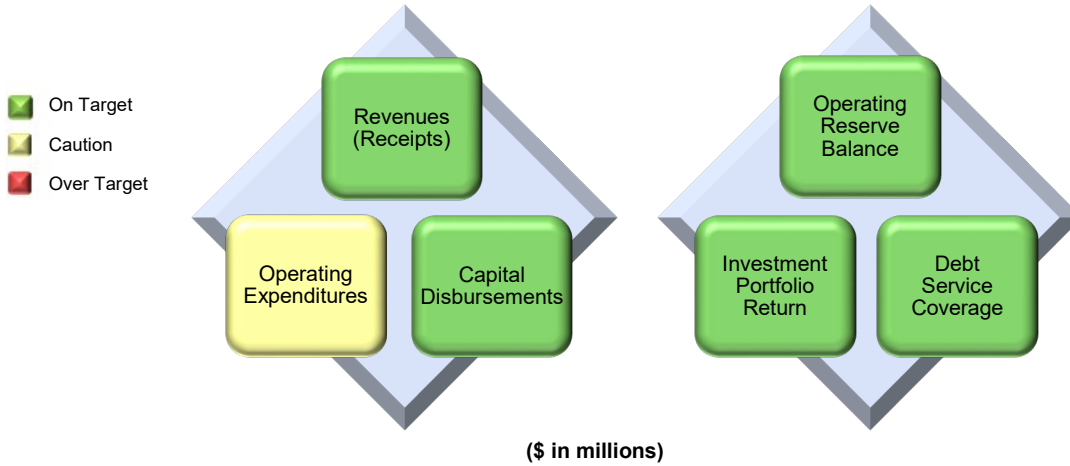 On Target
Caution
Over Target
Revenues
(Receipts)
Operating
Expenditures
Capital
Disbursements
Operating
Reserve
Balance
Investment
Portfolio
Return
Debt
Service
Coverage
($ in millions)